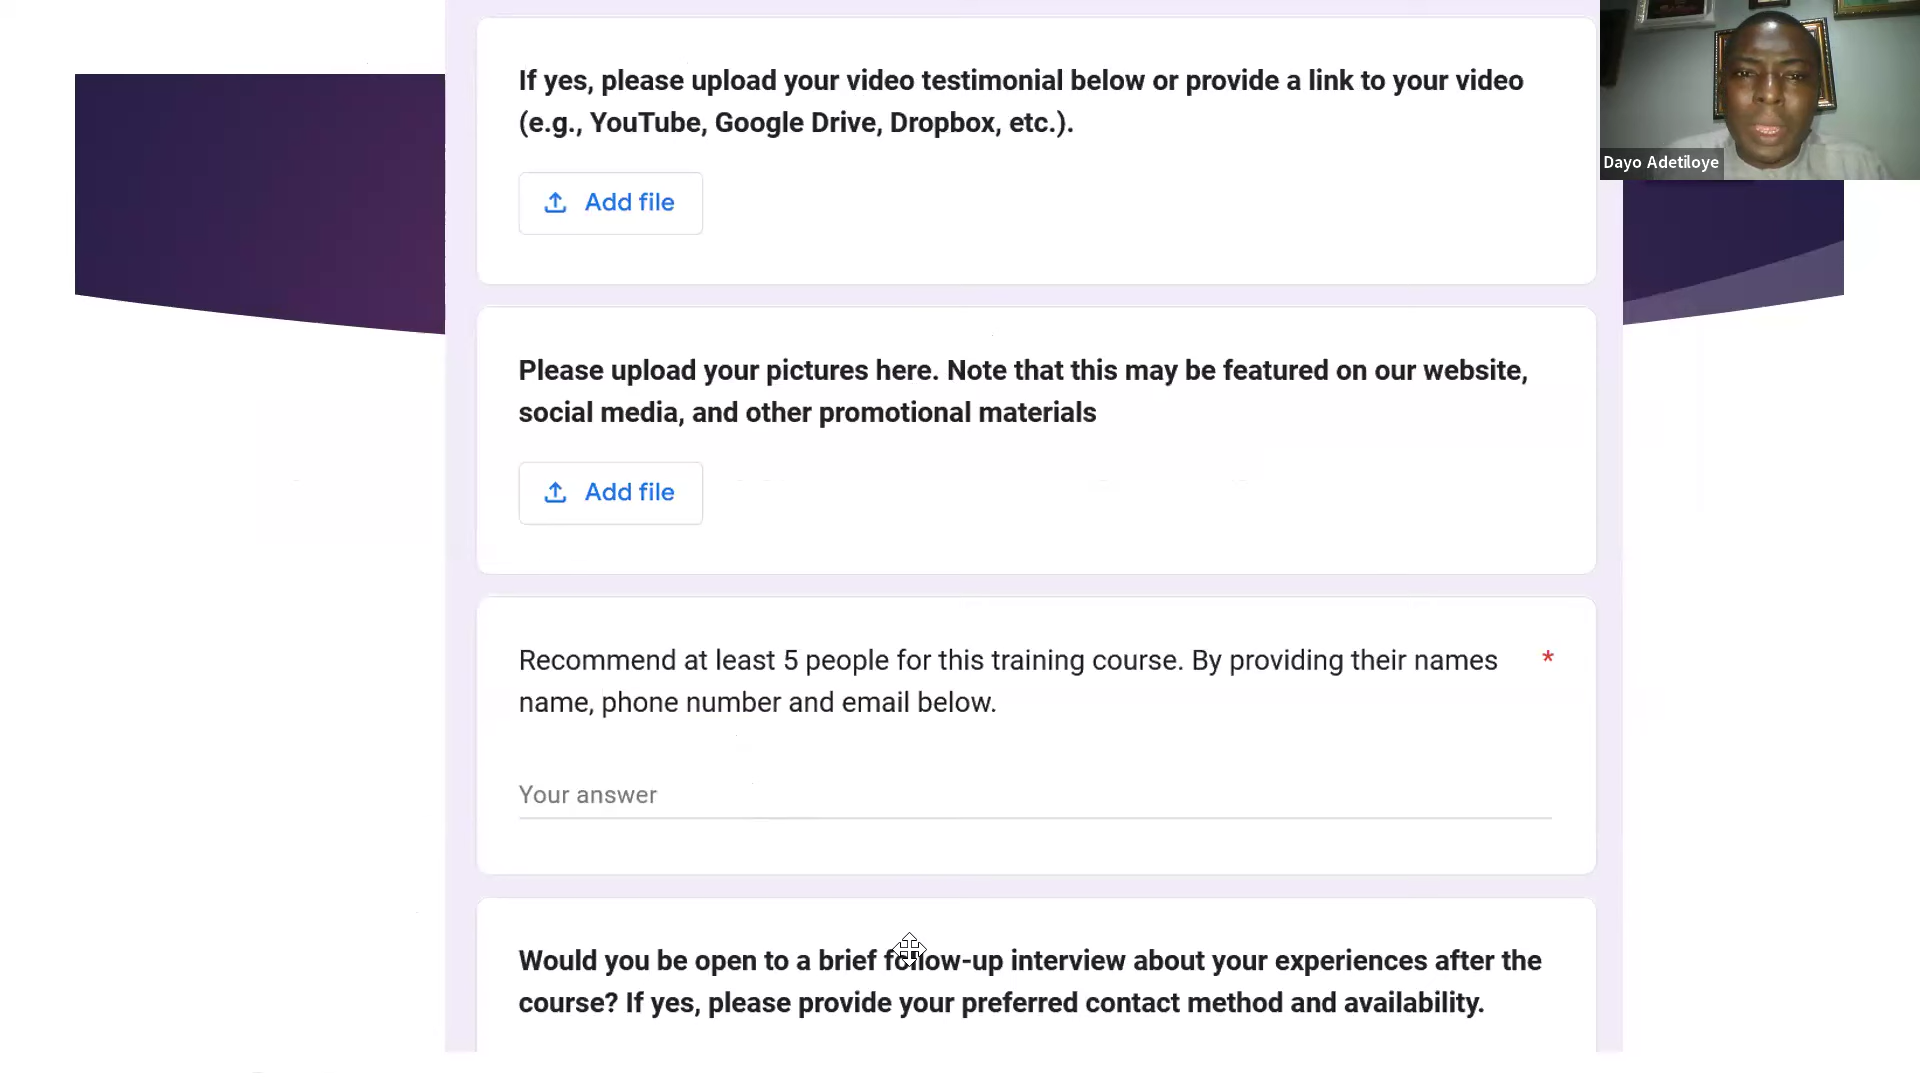 If yes, please upload your video testimonial below or provide a link to your video
(e.g., YouTube, Google Drive, Dropbox, etc.).
Add file
Please upload your pictures here. Note that this may be featured on our website,
social media, and other promotional materials
Add file
Recommend at least 5 people for this training course. By providing their names *
name, phone number and email below.
Your answer
Would you be open to a brief follow-up interview about your experiences after the
course? If yes, please provide your preferred contact method and availability.
Dayo Adetiloye